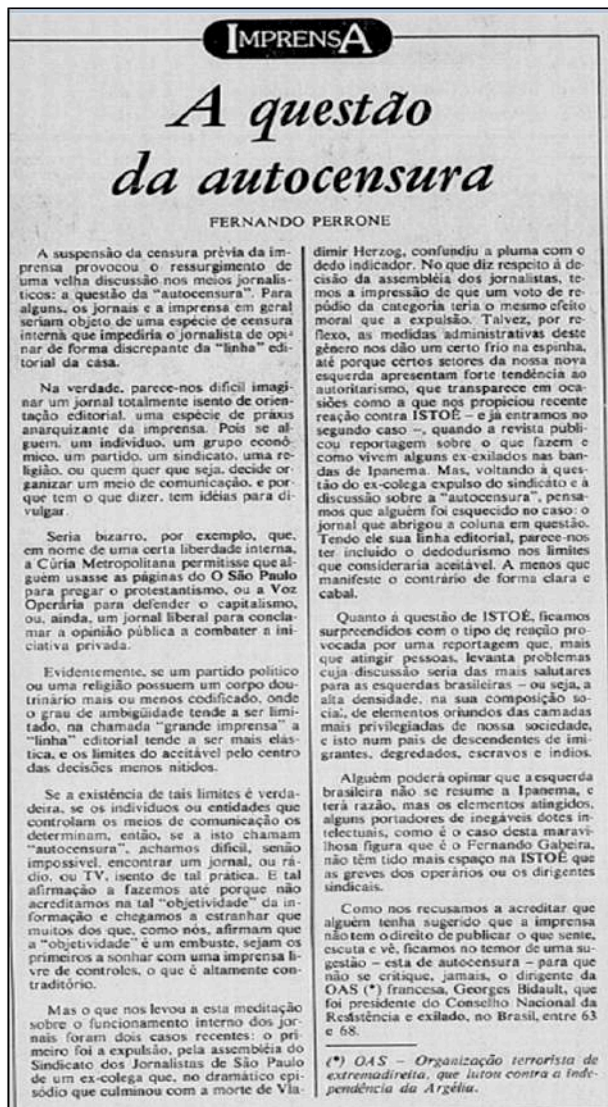 IMPRENSA
A questão
da autocensura
FERNANDO PERRONE
A suspensão da censura prévia da im-
prensa provocou o ressurgimento de
uma velha discussão nos meios jornalís-
ticos: a questão da "autocensura". Para
alguns, os jornais e a imprensa em geral
seriam objeto de uma espécie de censura
interna que impediria o jornalista de opi-
nar de forma discrepante da "linha" edi-
torial da casa.
Na verdade, parece-nos difícil imagi-
nar um jornal totalmente isento de orien-
tação editorial, uma espécie de práxis
anarquizante da imprensa. Pois se al-
guem, um indivíduo, um grupo econô-
mico, um partido, um sindicato, uma re-
ligião, ou quem quer que seja, decide or-
ganizar um meio de comunicação, e por-
que tem o que dizer, tem idéias para di-
vulgar.
Seria bizarro, por exemplo, que,
em nome de uma certa liberdade interna,
a Cúria Metropolitana permitisse que al-
guém usasse as páginas do O São Paulo
para pregar o protestantismo, ou a Voz
Operária para defender o capitalismo,
ou, ainda, um jornal liberal para concla-
mar a opinião pública a combater a ini-
ciativa privada.
Evidentemente, se um partido político
ou uma religião possuem um corpo dou-
trinário mais ou menos codificado, onde
o grau de ambigüidade tende a ser limi-
tado, na chamada "grande imprensa" a
"linha" editorial tende a ser mais elás-
tica, e os limites do aceitável pelo centro
das decisões menos nítidos.
Se a existência de tais limites é verda-
deira, se os indivíduos ou entidades que
controlam os meios de comunicação os
determinam, então, se a isto chamam
"autocensura", achamos difícil, senão
impossível, encontrar um jornal, ou rá-
dio, ou TV, isento de tal prática. E tal
afirmação a fazemos até porque não
acreditamos na tal "objetividade" da in-
formação e chegamos a estranhar que
muitos dos que, como nós, afirmam que
a "objetividade" é um embuste, sejam os
primeiros a sonhar com uma imprensa li-
vre de controles, o que é altamente con-
traditório.
Mas o que nos levou a esta meditação
sobre o funcionamento interno dos jor-
nais foram dois casos recentes: o pri-
meiro foi a expulsão, pela assembléia do
Sindicato dos Jornalistas de São Paulo
de um ex-colega que, no dramático epi-
sódio que culminou com a morte de Vla-
dimir Herzog, confundiu a pluma com o
dedo indicador. No que diz respeito à de-
cisão da assembléia dos jornalistas, te-
mos a impressão de que um voto de re-
púdio da categoria teria o mesmo efeito
moral que a expulsão. Talvez, por re-
flexo, as medidas administrativas deste
gênero nos dão um certo frio na espinha,
até porque certos setores da nossa nova
esquerda apresentam forte tendência ao
autoritarismo, que transparece em oca-
siões como a que nos propiciou recente
reação contra ISTOÉ – e já entramos no
segundo caso –, quando a revista publi-
cou reportagem sobre o que fazem e
como vivem alguns ex-exilados nas ban-
das de Ipanema. Mas, voltando à ques-
tão do ex-colega expulso do sindicato e à
discussão sobre a "autocensura", pensa-
mos que alguém foi esquecido no caso: o
jornal que abrigou a coluna em questão.
Tendo ele sua linha editorial, parece-nos
ter incluído o dedodurismo nos limites
que consideraria aceitável. A menos que
manifeste o contrário de forma clara e
cabal.
Quanto á questão de ISTOÉ, ficamos
surpreendidos com o tipo de reação pro-
vocada por uma reportagem que, mais
que atingir pessoas, levanta problemas
cuja discussão seria das mais salutares
para as esquerdas brasileiras – ou seja, a
alta densidade, na sua composição so-
cial, de elementos oriundos das camadas
mais privilegiadas de nossa sociedade,
e isto num país de descendentes de imi-
grantes, degredados, escravos e índios.
Alguém poderá opinar que a esquerda
brasileira não se resume a Ipanema, e
terá razão, mas os elementos atingidos,
alguns portadores de inegáveis dotes in-
telectuais, como é o caso desta maravi-
lhosa figura que é o Fernando Gabeira,
não têm tido mais espaço na ISTOÉ que
as greves dos operários ou os dirigentes
sindicais.
Como nos recusamos a acreditar que
alguém tenha sugerido que a imprensa
não tem o direito de publicar o que sente,
escuta e vê, ficamos no temor de uma su-
gestão – esta de autocensura – para que
não se critique, jamais, o dirigente da
OAS (*) francesa, Georges Bidault, que
foi presidente do Conselho Nacional da
Resistência e exilado, no Brasil, entre 63
e 68.
(*) OAS – Organização terrorista de
extremadireita, que lutou contra a inde-
pendência da Argélia.